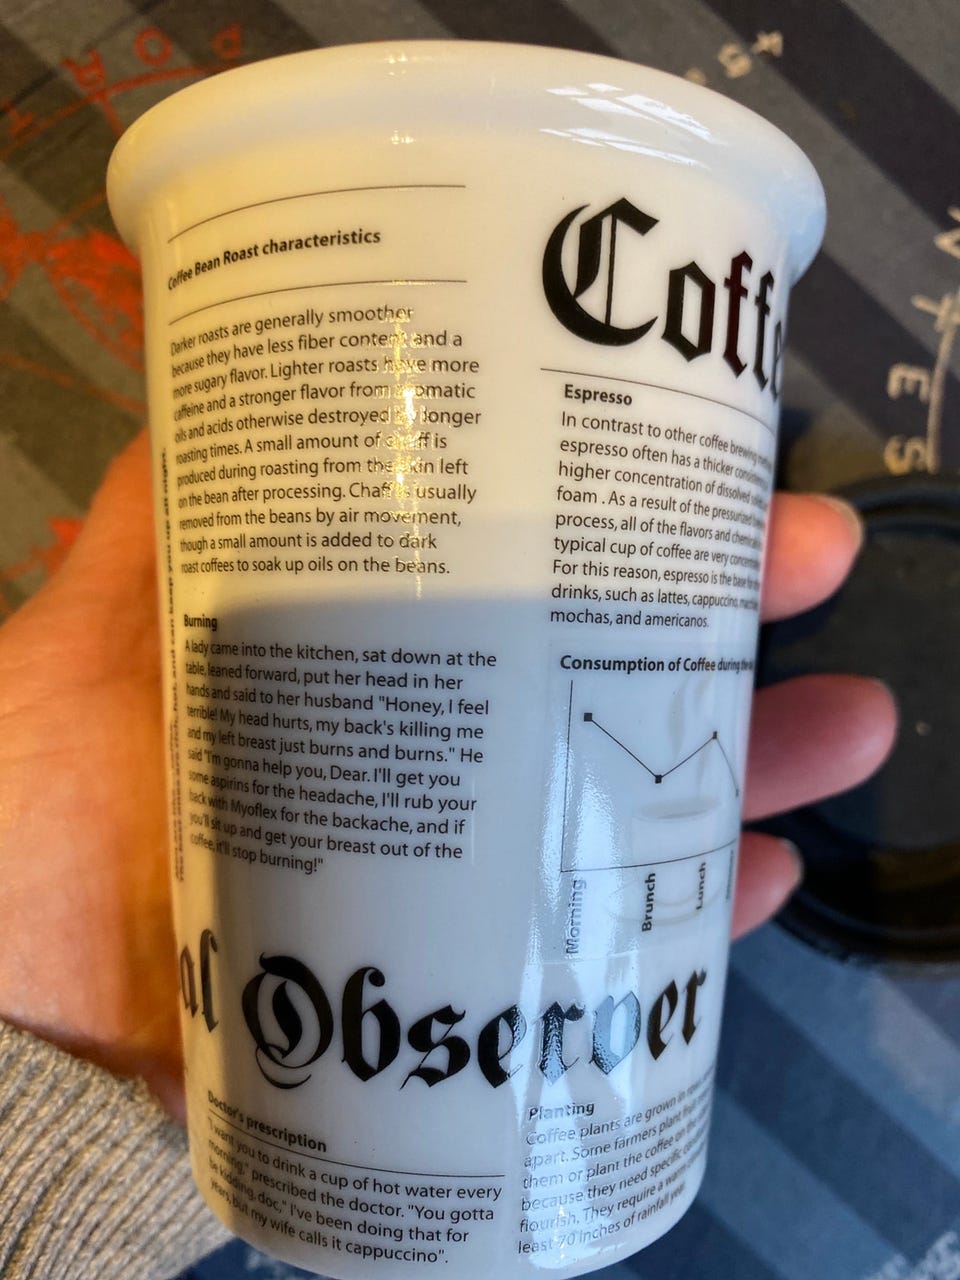 Coffee Bean Roast characteristics
Darker roasts are generally smoother
because they have less fiber content and a
more sugary flavor. Lighter roasts have more
caffeine and a stronger flavor from aromatic
oils and acids otherwise destroyed by longer
roasting times. A small amount of chaff is
produced during roasting from the skin left
on the bean after processing. Chaff is usually
removed from the beans by air movement,
though a small amount is added to dark
roast coffees to soak up oils on the beans.
Burning
A lady came into the kitchen, sat down at the
table, leaned forward, put her head in her
hands and said to her husband "Honey, I feel
terrible! My head hurts, my back's killing me
and my left breast just burns and burns." He
said "I'm gonna help you, Dear. I'll get you
some aspirins for the headache, I'll rub your
back with Myoflex for the backache, and if
you'll sit up and get your breast out of the
coffee, it'll stop burning!"
Coffe
Espresso
In contrast to other coffee brewing
espresso often has a thicker
higher concentration of dissolved
foam . As a result of the pressurized
process, all of the flavors and
typical cup of coffee are very
For this reason, espresso is the base for
drinks, such as lattes, cappuccino,
mochas, and americanos.
Consumption of Coffee during the
Morning
Brunch
Lunch
al Observer
Doctor's prescription
"I want you to drink a cup of hot water every
morning," prescribed the doctor. "You gotta
be kidding, doc," I've been doing that for
years, but my wife calls it cappuccino".
Planting
Coffee plants are grown in
apart. Some farmers plant fruit
them or plant the coffee on the
because they need specific
flourish. They require a warm
least 70 inches of rainfall
and can keep you up all night.